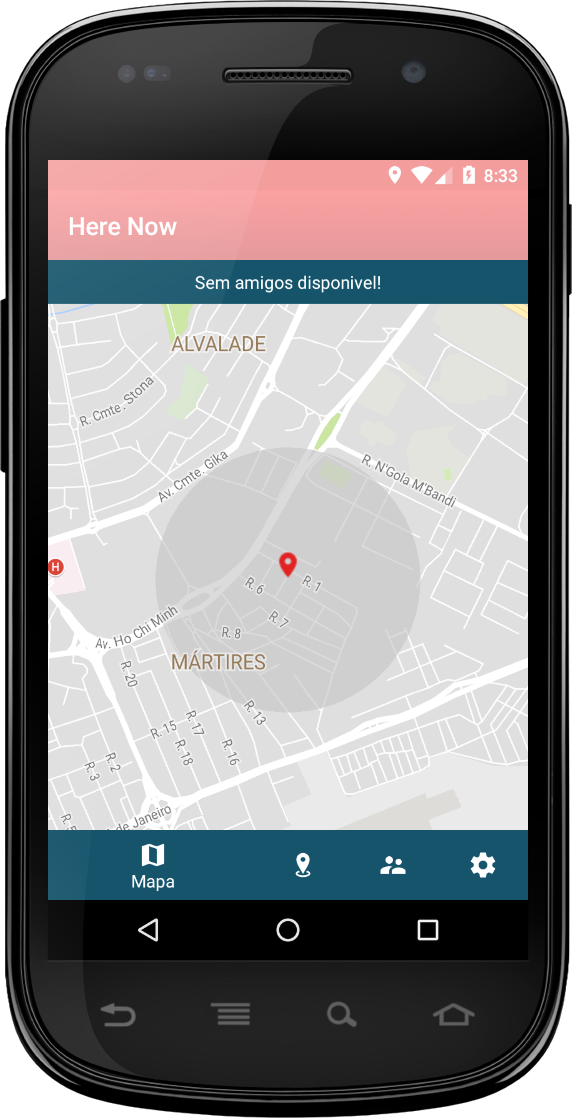 8:33
Here Now
Sem amigos disponivel!
ALVALADE
R. Cmte. Stona
Av. Cmte. Gika
R. N'Gola M'Bandi
H
R. 6
R. 1
R. 7
R. 8
Av. Ho Chi Minh
MÁRTIRES
R. 20
R. 13
R. 17
R. 15
R. 18
R. 16
R. 2
R. 3
de Janeiro
Mapa